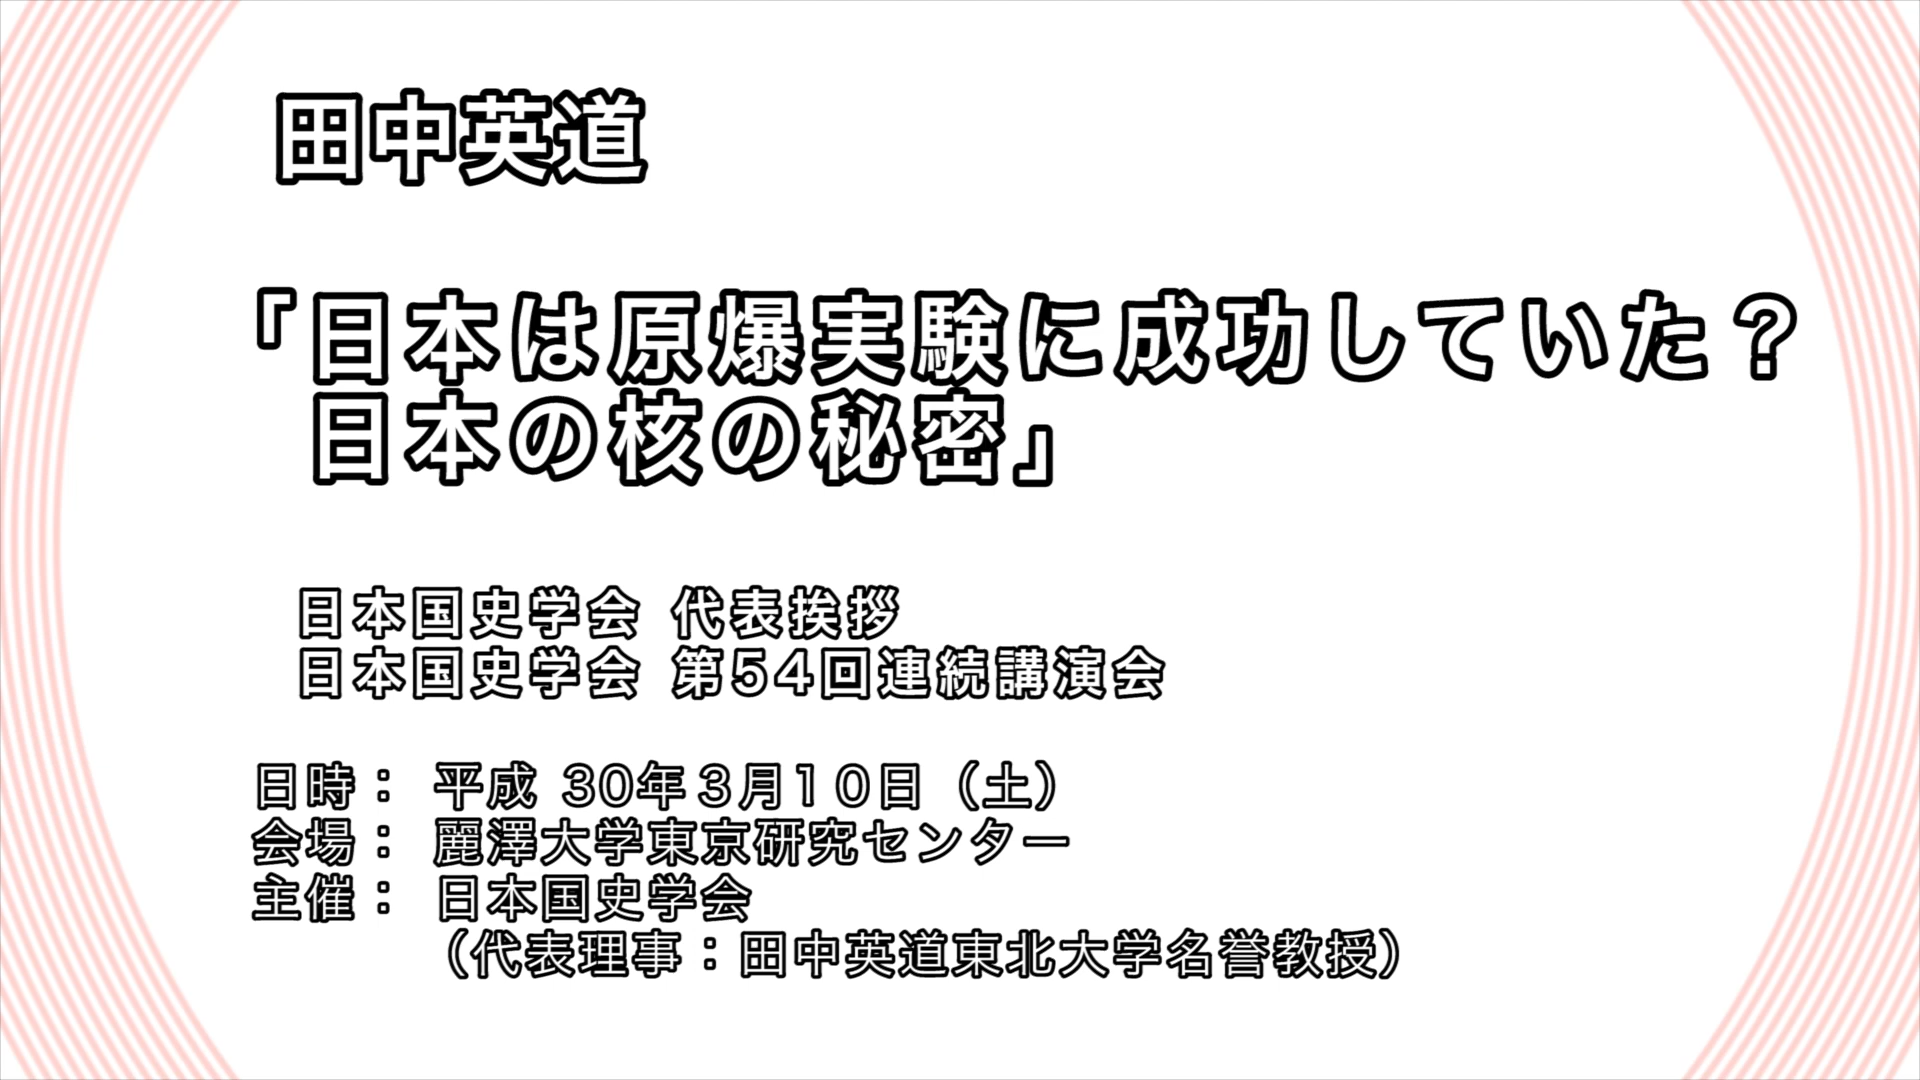 田中英道
「日本は原爆実験に成功していた？
日本の核の秘密」
日本国史学会 代表挨拶
日本国史学会 第54回連続講演会
日時： 平成 30年３月１０日（土）
会場： 麗澤大学東京研究センター
主催： 日本国史学会
（代表理事：田中英道東北大学名誉教授）